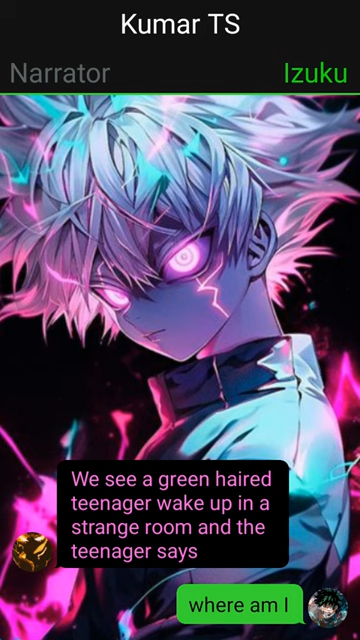 Kumar TS
Narrator
Izuku
We see a green haired
teenager wake up in a
strange room and the
teenager says
where am I